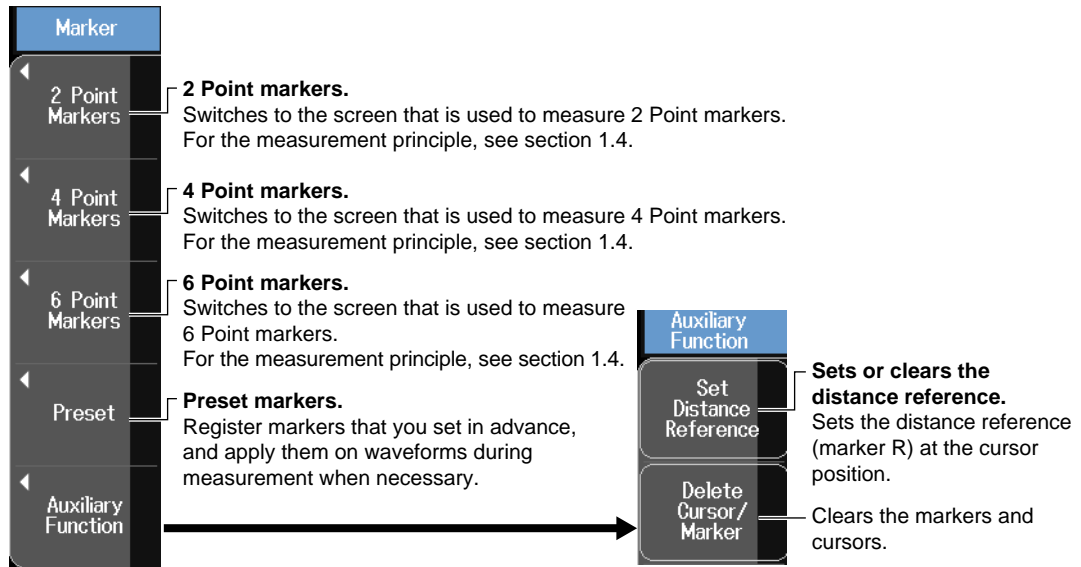 Marker
2 Point
Markers
2 Point markers.
Switches to the screen that is used to measure 2 Point markers.
For the measurement principle, see section 1.4.
4 Point
Markers
4 Point markers.
Switches to the screen that is used to measure 4 Point markers.
For the measurement principle, see section 1.4.
6 Point
Markers
6 Point markers.
Switches to the screen that is used to measure
6 Point markers.
For the measurement principle, see section 1.4.
Preset
Preset markers.
Register markers that you set in advance,
and apply them on waveforms during
measurement when necessary.
Auxiliary
Function
Auxiliary
Function
Set
Distance
Reference
Sets or clears the
distance reference.
Sets the distance reference
(marker R) at the cursor
position.
Delete
Cursor/
Marker
Clears the markers and
cursors.